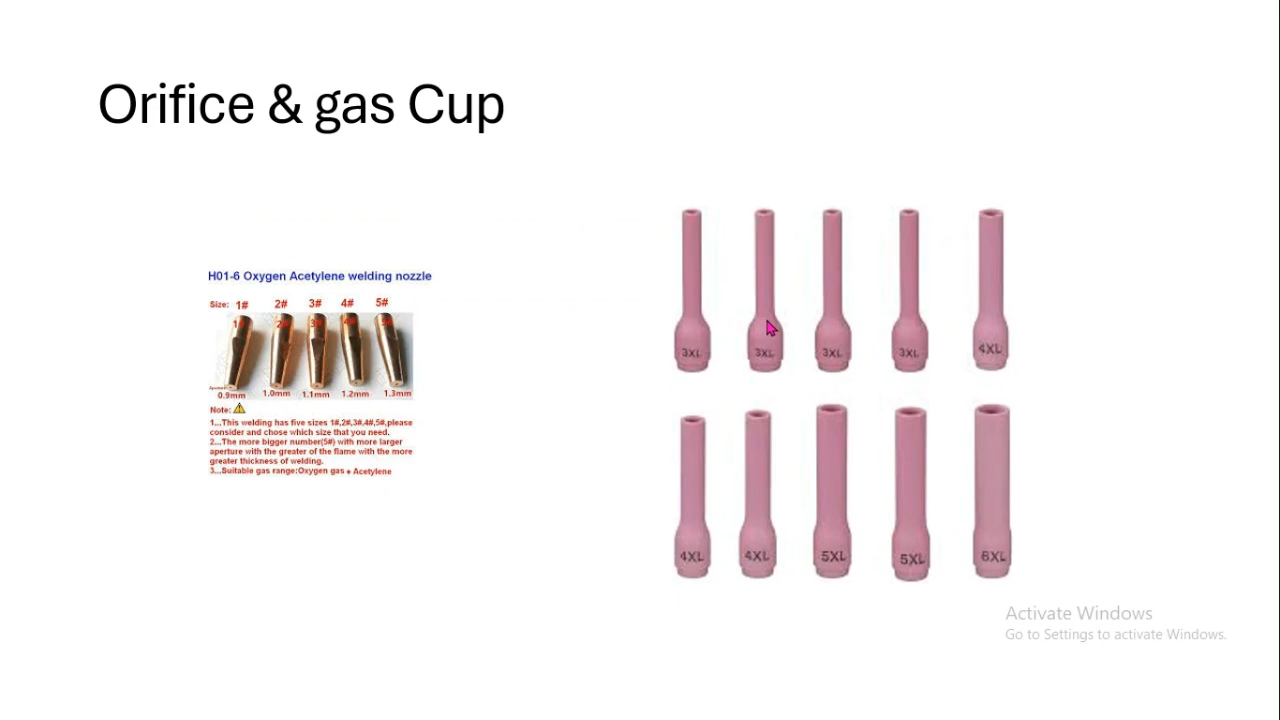 Orifice & gas Cup
H01-6 Oxygen Acetylene welding nozzle
Size: 1# 2# 3# 4# 5#
1# 2# 3#
0.9mm 1.0mm 1.1mm 1.2mm 1.3mm
Note:
1...This welding has five sizes 1#,2#,3#,4#,5#,please
consider and chose which size that you need.
2...The more bigger number(5#) with more larger
aperture with the greater of the flame with the more
greater thickness of welding.
3...Suitable gas range:Oxygen gas + Acetylene
3XL 3XL 3XL 3XL 4XL
4XL 4XL 5XL 5XL 6XL
Activate Windows
Go to Settings to activate Windows.